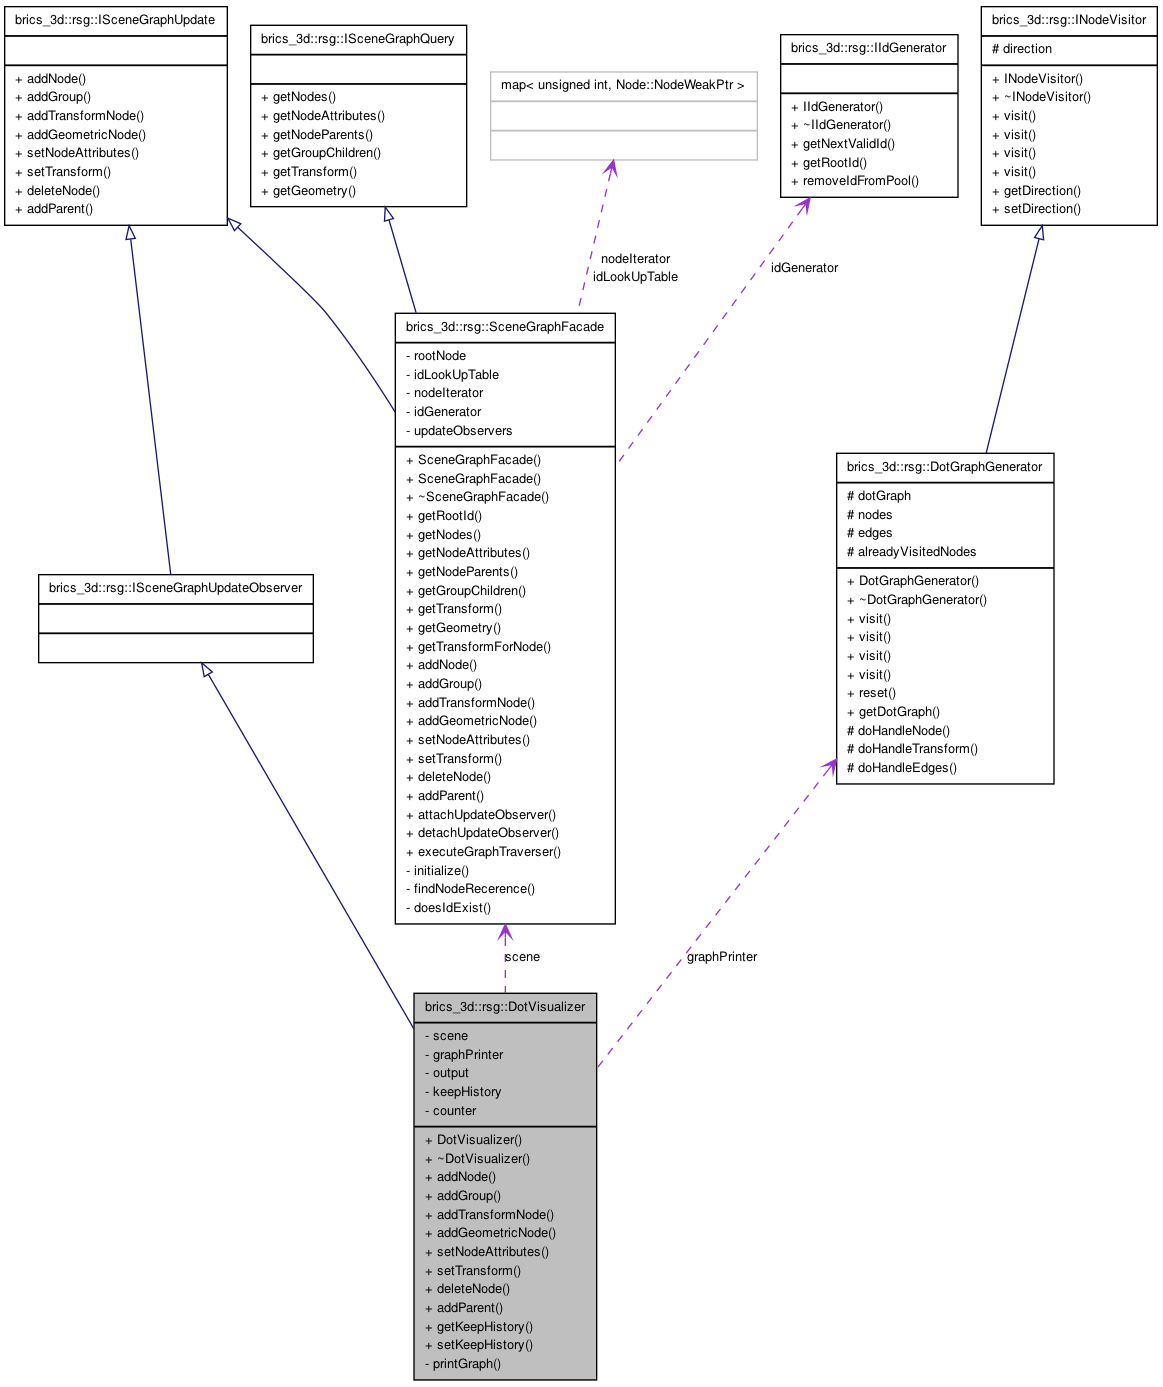 brics_3d::rsg::ISceneGraphUpdate
+ addNode()
+ addGroup()
+ addTransformNode()
+ addGeometricNode()
+ setNodeAttributes()
+ setTransform()
+ deleteNode()
+ addParent()
brics_3d::rsg::ISceneGraphQuery
+ getNodes()
+ getNodeAttributes()
+ getNodeParents()
+ getGroupChildren()
+ getTransform()
+ getGeometry()
map< unsigned int, Node::NodeWeakPtr >
brics_3d::rsg::IIdGenerator
+ IIdGenerator()
+ ~IIdGenerator()
+ getNextValidId()
+ getRootId()
+ removeIdFromPool()
brics_3d::rsg::INodeVisitor
# direction
+ INodeVisitor()
+ ~INodeVisitor()
+ visit()
+ visit()
+ visit()
+ visit()
+ getDirection()
+ setDirection()
nodeIterator
idLookUpTable
idGenerator
brics_3d::rsg::SceneGraphFacade
- rootNode
- idLookUpTable
- nodeIterator
- idGenerator
- updateObservers
+ SceneGraphFacade()
+ SceneGraphFacade()
+ ~SceneGraphFacade()
+ getRootId()
+ getNodes()
+ getNodeAttributes()
+ getNodeParents()
+ getGroupChildren()
+ getTransform()
+ getGeometry()
+ getTransformForNode()
+ addNode()
+ addGroup()
+ addTransformNode()
+ addGeometricNode()
+ setNodeAttributes()
+ setTransform()
+ deleteNode()
+ addParent()
+ attachUpdateObserver()
+ detachUpdateObserver()
+ executeGraphTraverser()
- initialize()
- findNodeRecerence()
- doesIdExist()
brics_3d::rsg::DotGraphGenerator
# dotGraph
# nodes
# edges
# alreadyVisitedNodes
+ DotGraphGenerator()
+ ~DotGraphGenerator()
+ visit()
+ visit()
+ visit()
+ visit()
+ reset()
+ getDotGraph()
# doHandleNode()
# doHandleTransform()
# doHandleEdges()
brics_3d::rsg::ISceneGraphUpdateObserver
scene
graphPrinter
brics_3d::rsg::DotVisualizer
- scene
- graphPrinter
- output
- keepHistory
- counter
+ DotVisualizer()
+ ~DotVisualizer()
+ addNode()
+ addGroup()
+ addTransformNode()
+ addGeometricNode()
+ setNodeAttributes()
+ setTransform()
+ deleteNode()
+ addParent()
+ getKeepHistory()
+ setKeepHistory()
- printGraph()